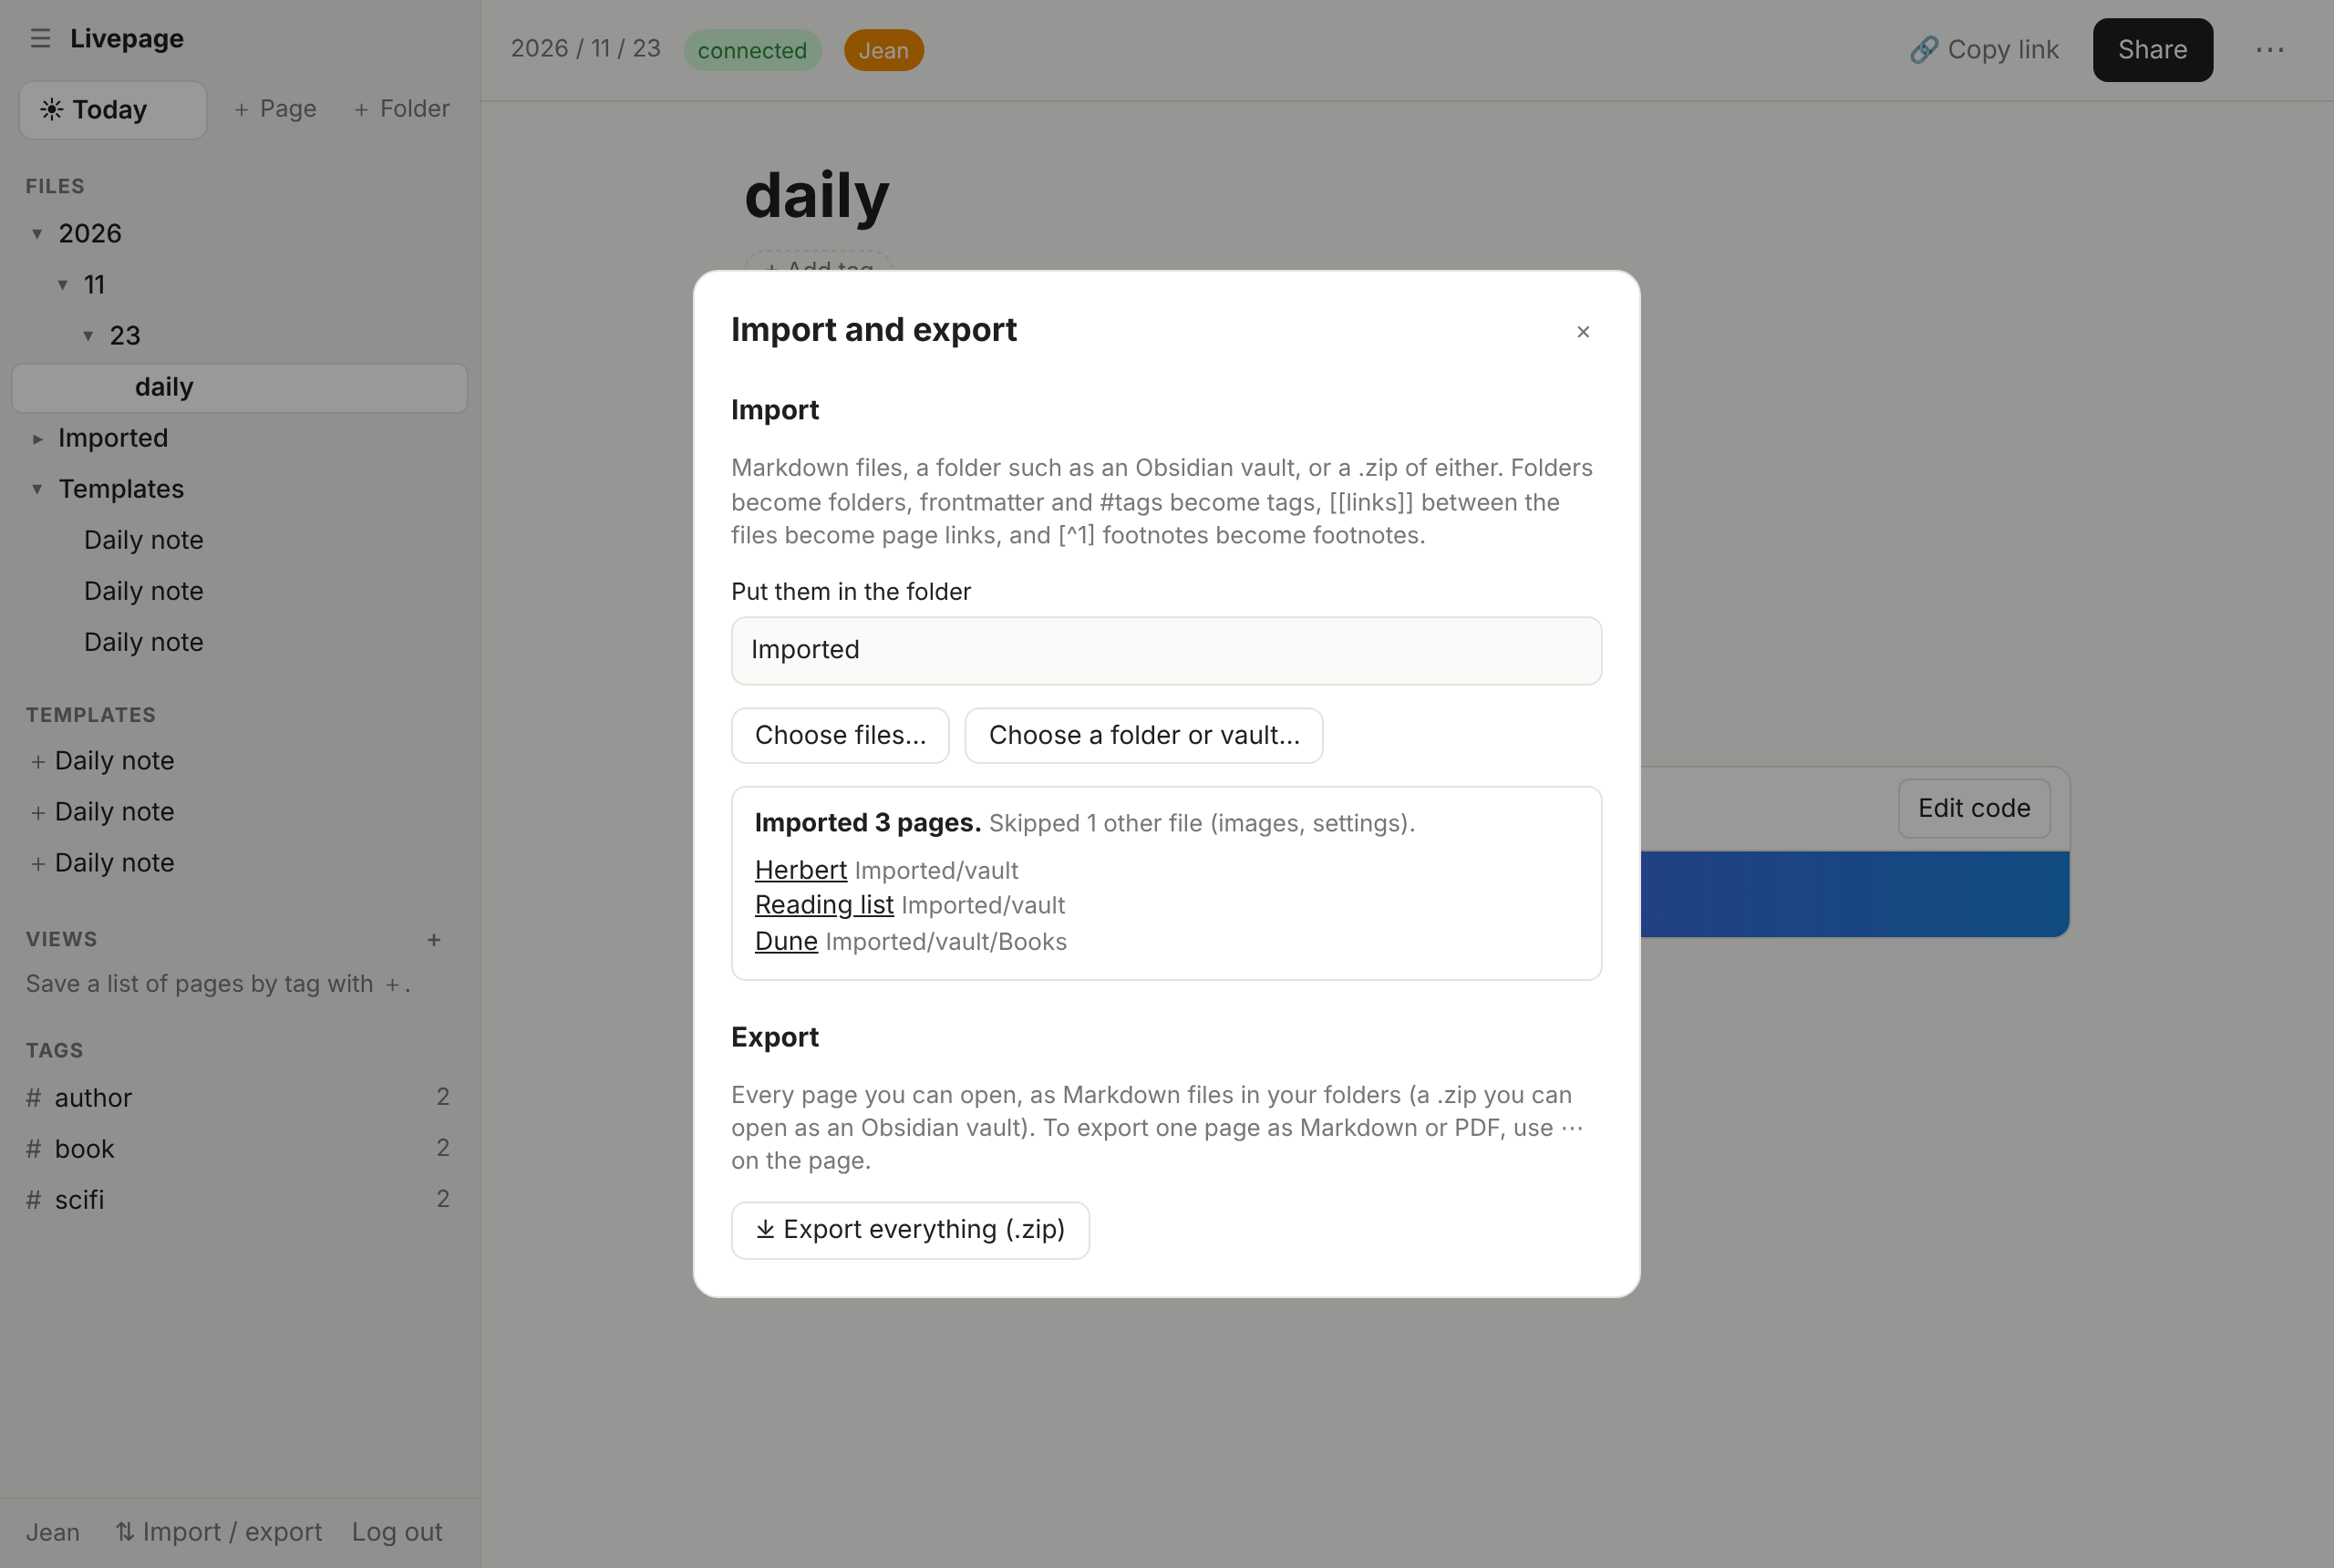 ☰ Livepage
☀ Today
+ Page
+ Folder
FILES
▾ 2026
▾ 11
▾ 23
daily
▸ Imported
▾ Templates
Daily note
Daily note
Daily note
TEMPLATES
+ Daily note
+ Daily note
+ Daily note
VIEWS +
Save a list of pages by tag with +.
TAGS
# author 2
# book 2
# scifi 2
Jean
⇅ Import / export
Log out
2026 / 11 / 23
connected
Jean
🔗 Copy link
Share
⋯
daily
+ Add tag
Import and export
×
Import
Markdown files, a folder such as an Obsidian vault, or a .zip of either. Folders
become folders, frontmatter and #tags become tags, [[links]] between the
files become page links, and [^1] footnotes become footnotes.
Put them in the folder
Imported
Choose files…
Choose a folder or vault…
Imported 3 pages. Skipped 1 other file (images, settings).
Herbert Imported/vault
Reading list Imported/vault
Dune Imported/vault/Books
Export
Every page you can open, as Markdown files in your folders (a .zip you can
open as an Obsidian vault). To export one page as Markdown or PDF, use ⋯
on the page.
↓ Export everything (.zip)
Edit code